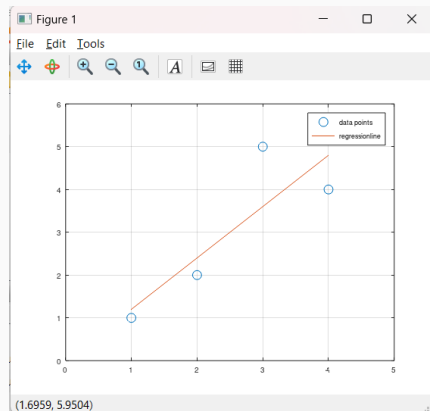 Figure 1
File Edit Tools
A
6
5
4
3
2
1
0
0 1 2 3 4 5
data points
regressionline
(1.6959, 5.9504)